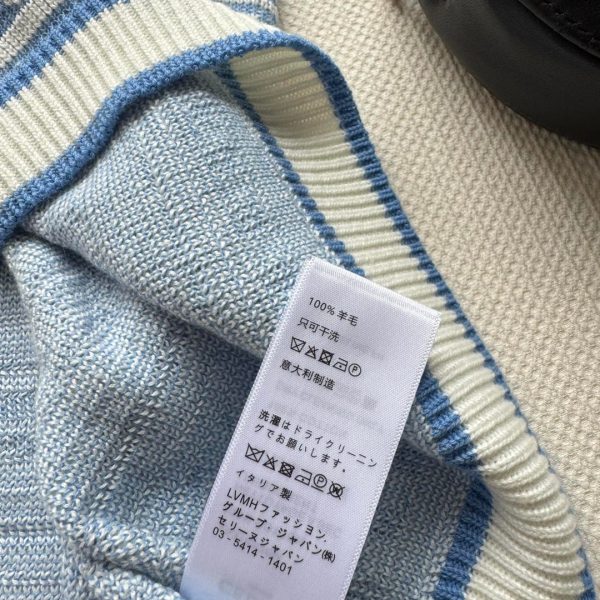 100% 羊毛
只可干洗
意大利制造
洗濯はドライクリーニン
グでお願いします。
イタリア製
LVMHファッション.
グループ: ジャパン(株)
セリーヌジャパン
03-5414-1401